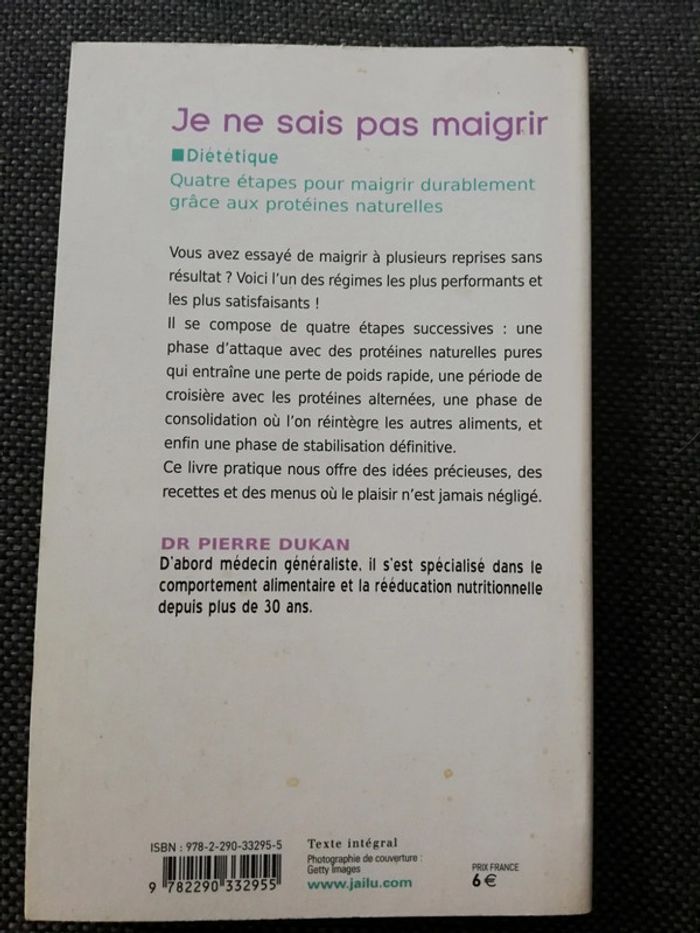 Je ne sais pas maigrir
Diététique
Quatre étapes pour maigrir durablement
grâce aux protéines naturelles
Vous avez essayé de maigrir à plusieurs reprises sans
résultat ? Voici l'un des régimes les plus performants et
les plus satisfaisants !
Il se compose de quatre étapes successives : une
phase d'attaque avec des protéines naturelles pures
qui entraîne une perte de poids rapide, une période de
croisière avec les protéines alternées, une phase de
consolidation où l'on réintègre les autres aliments, et
enfin une phase de stabilisation définitive.
Ce livre pratique nous offre des idées précieuses, des
recettes et des menus où le plaisir n'est jamais négligé.
DR PIERRE DUKAN
D'abord médecin généraliste, il s'est spécialisé dans le
comportement alimentaire et la rééducation nutritionnelle
depuis plus de 30 ans.
ISBN : 978-2-290-33295-5
9 782290 332955
Texte intégral
Photographie de couverture :
Getty Images
www.jailu.com
PRIX FRANCE
6 €